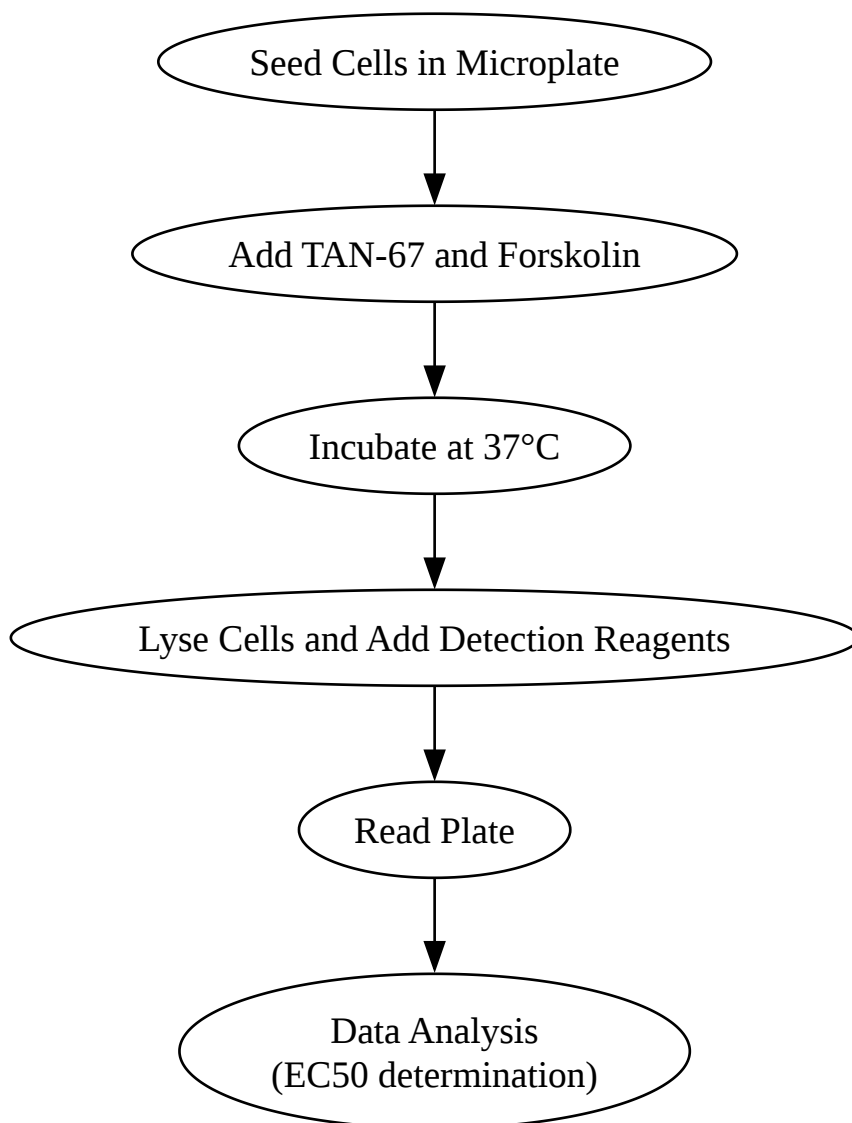 Seed Cells in Microplate
Add TAN-67 and Forskolin
Incubate at 37°C
Lyse Cells and Add Detection Reagents
Read Plate
Data Analysis
(EC50 determination)